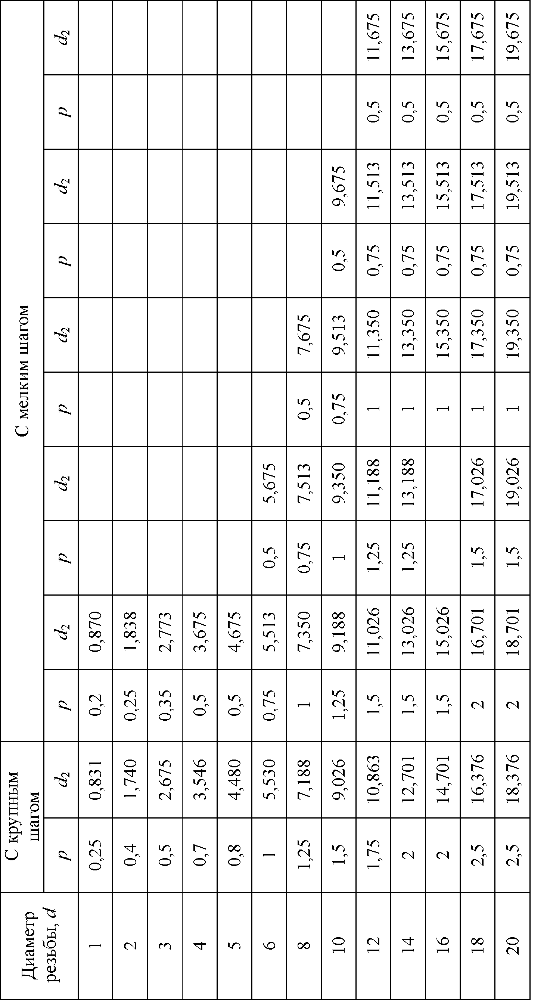 Диаметр резьбы, d | С крупным шагом | С мелким шагом
p | d₂ | p | d₂ | p | d₂ | p | d₂ | p | d₂ | p | d₂
1 | 0,25 | 0,831 | 0,2 | 0,870
2 | 0,4 | 1,740 | 0,25 | 1,838
3 | 0,5 | 2,675 | 0,35 | 2,773
4 | 0,7 | 3,546 | 0,5 | 3,675
5 | 0,8 | 4,480 | 0,5 | 4,675
6 | 1 | 5,530 | 0,75 | 5,513 | 0,5 | 5,675
8 | 1,25 | 7,188 | 1 | 7,350 | 0,75 | 7,513 | 0,5 | 7,675
10 | 1,5 | 9,026 | 1,25 | 9,188 | 1 | 9,350 | 0,75 | 9,513 | 0,5 | 9,675
12 | 1,75 | 10,863 | 1,5 | 11,026 | 1,25 | 11,188 | 1 | 11,350 | 0,75 | 11,513 | 0,5 | 11,675
14 | 2 | 12,701 | 1,5 | 13,026 | 1,25 | 13,188 | 1 | 13,350 | 0,75 | 13,513 | 0,5 | 13,675
16 | 2 | 14,701 | 1,5 | 15,026 | | | 1 | 15,350 | 0,75 | 15,513 | 0,5 | 15,675
18 | 2,5 | 16,376 | 2 | 16,701 | 1,5 | 17,026 | 1 | 17,350 | 0,75 | 17,513 | 0,5 | 17,675
20 | 2,5 | 18,376 | 2 | 18,701 | 1,5 | 19,026 | 1 | 19,350 | 0,75 | 19,513 | 0,5 | 19,675